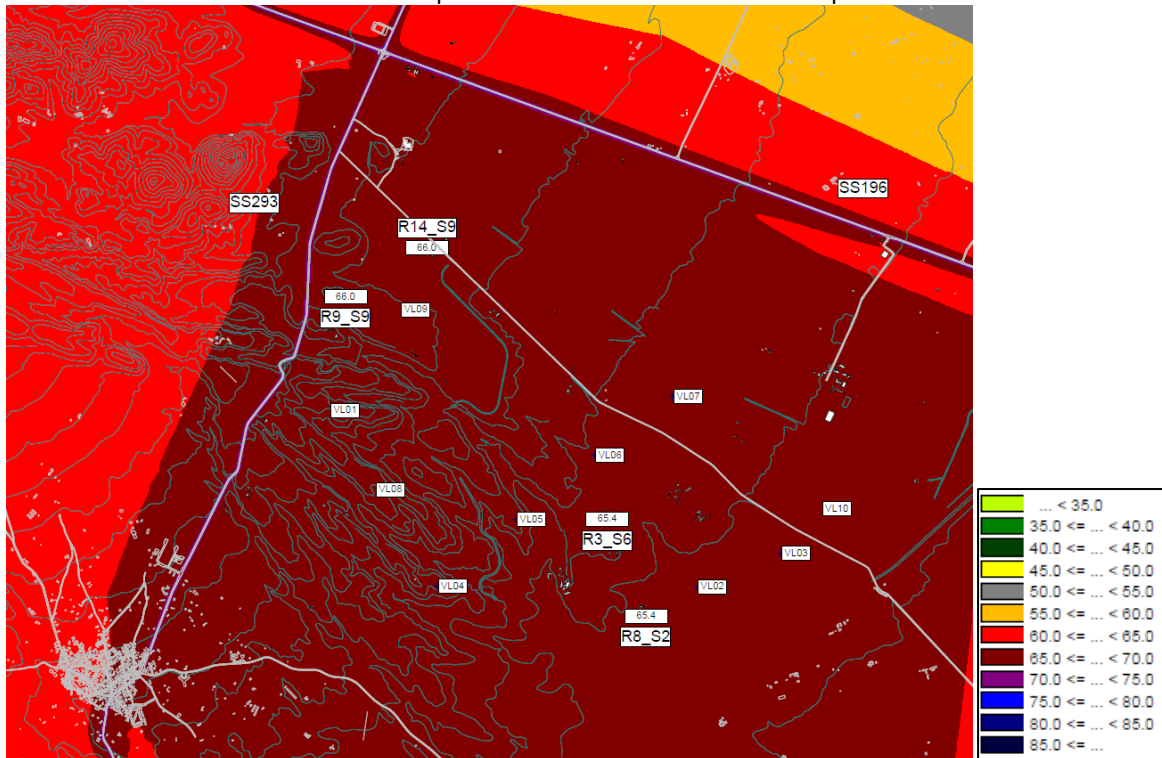 SS293
SS196
R14_S9
66.0
66.0
R9_S9
VL09
VL01
VL07
VL06
VL08
VL05
65.4
R3_S6
VL10
VL03
VL04
VL02
65.4
R8_S2
... < 35.0
35.0 <= ... < 40.0
40.0 <= ... < 45.0
45.0 <= ... < 50.0
50.0 <= ... < 55.0
55.0 <= ... < 60.0
60.0 <= ... < 65.0
65.0 <= ... < 70.0
70.0 <= ... < 75.0
75.0 <= ... < 80.0
80.0 <= ... < 85.0
85.0 <= ...